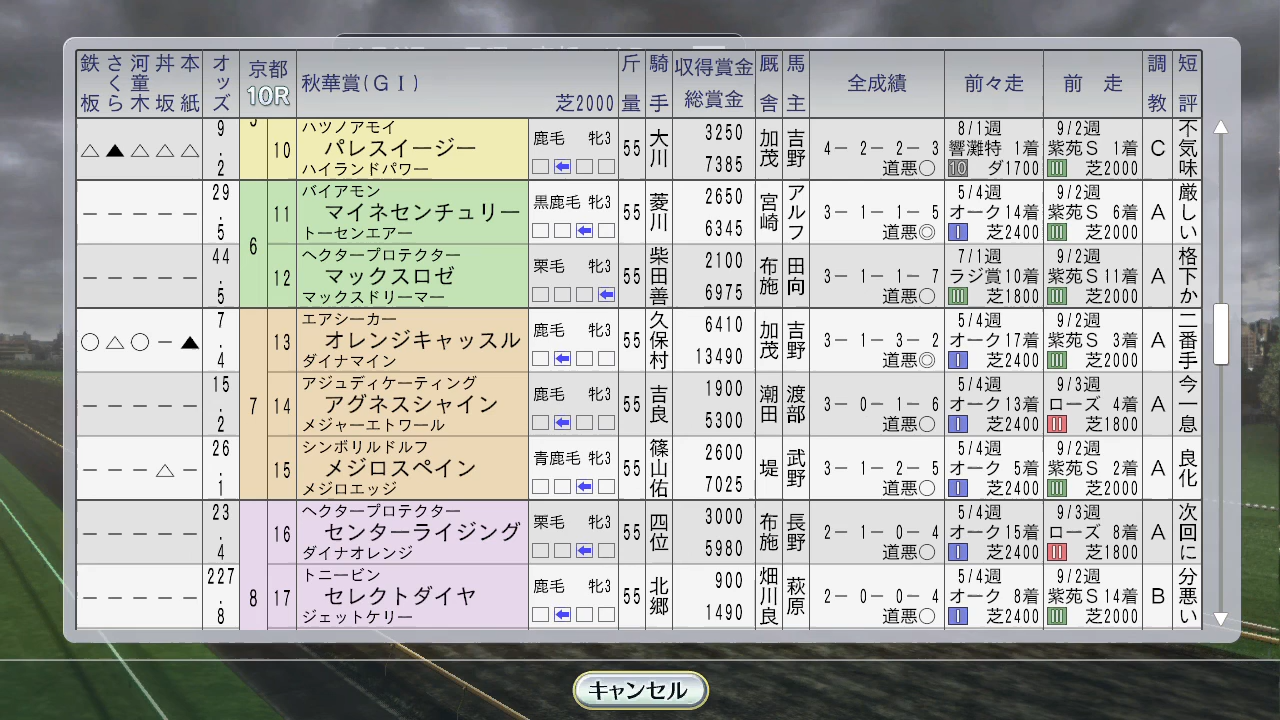 鉄板 さくら 河童木 丼坂 本紙 オッズ 京都10R 秋華賞(GⅠ) 芝2000 斤量 騎手 収得賞金 総賞金 厩舎 馬主 全成績 前々走 前 走 調教 短評
△ ▲ △ △ △ 9.2 10 ハツノアモイ 鹿毛 牝3 55 大川 3250 加茂 吉野 4－2－2－3 8/1週 9/2週 C 不気味
パレスイージー 響灘特 1着 紫苑S 1着
ハイランドパワー 7385 道悪○ 10 ダ1700 Ⅲ 芝2000
－ － － － － 29.5 6 11 バイアモン 黒鹿毛 牝3 55 菱川 2650 宮崎 アルフ 3－1－1－5 5/4週 9/2週 A 厳しい
マイネセンチュリー オーク14着 紫苑S 6着
トーセンエアー 6345 道悪◎ Ⅰ 芝2400 Ⅲ 芝2000
－ － － － － 44.5 12 ヘクタープロテクター 栗毛 牝3 55 柴田善 2100 布施 田向 3－1－1－7 7/1週 9/2週 A 格下か
マックスロゼ ラジ賞10着 紫苑S11着
マックスドリーマー 6975 道悪○ Ⅲ 芝1800 Ⅲ 芝2000
○ △ ○ － ▲ 7.4 7 13 エアシーカー 鹿毛 牝3 55 久保村 6410 加茂 吉野 3－1－3－2 5/4週 9/2週 A 二番手
オレンジキャッスル オーク17着 紫苑S 3着
ダイナマイン 13490 道悪◎ Ⅰ 芝2400 Ⅲ 芝2000
－ － － － － 15.2 14 アジュディケーティング 鹿毛 牝3 55 吉良 1900 潮田 渡部 3－0－1－6 5/4週 9/3週 A 今一息
アグネスシャイン オーク13着 ローズ 4着
メジャーエトワール 5300 道悪○ Ⅰ 芝2400 Ⅱ 芝1800
－ － － △ － 26.1 15 シンボリルドルフ 青鹿毛 牝3 55 篠山佑 2600 堤 武野 3－1－2－5 5/4週 9/2週 A 良化
メジロスペイン オーク 5着 紫苑S 2着
メジロエッジ 7025 道悪○ Ⅰ 芝2400 Ⅲ 芝2000
－ － － － － 23.4 8 16 ヘクタープロテクター 栗毛 牝3 55 四位 3000 布施 長野 2－1－0－4 5/4週 9/3週 A 次回に
センターライジング オーク15着 ローズ 8着
ダイナオレンジ 5980 道悪○ Ⅰ 芝2400 Ⅱ 芝1800
－ － － － － 227.8 17 トニービン 鹿毛 牝3 55 北郷 900 畑川良 萩原 2－0－0－4 5/4週 9/2週 B 分悪い
セレクトダイヤ オーク 8着 紫苑S14着
ジェットケリー 1490 道悪○ Ⅰ 芝2400 Ⅲ 芝2000
キャンセル